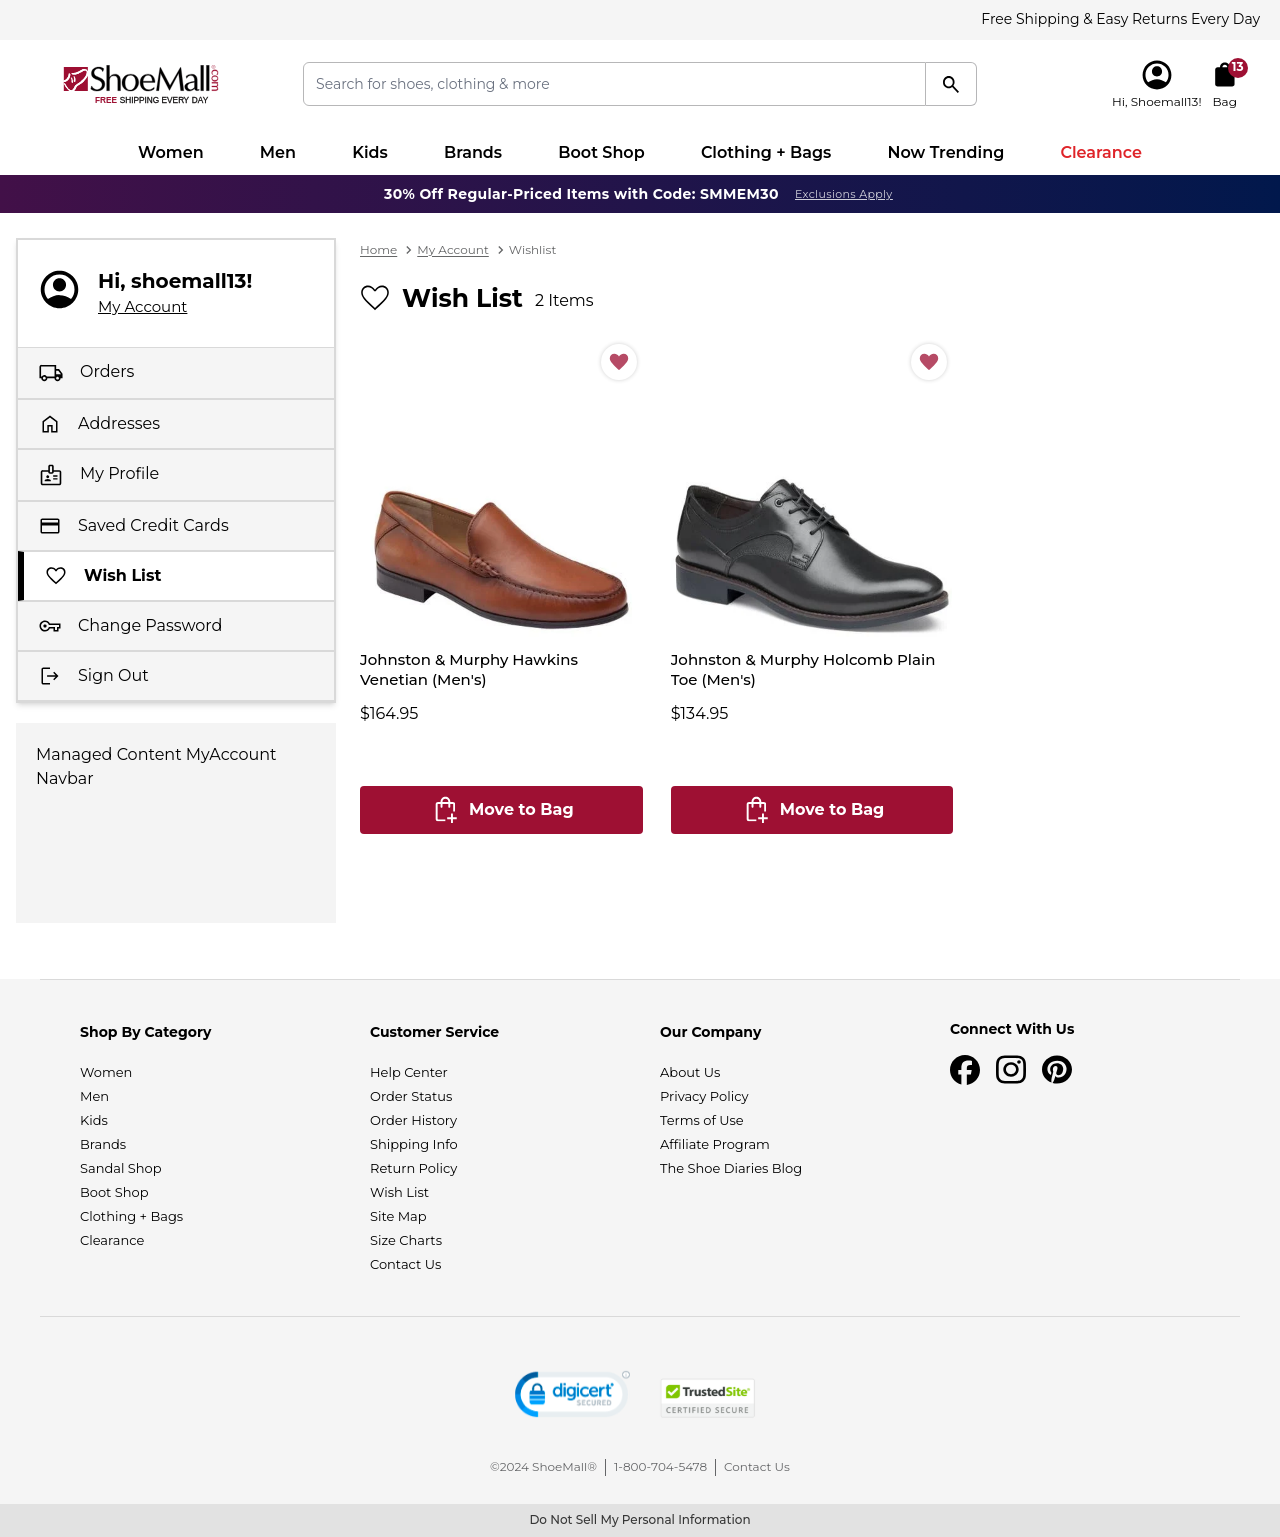 Free Shipping & Easy Returns Every Day
ShoeMall.com
FREE SHIPPING EVERY DAY
Search for shoes, clothing & more
13
Hi, Shoemall13!
Bag
Women
Men
Kids
Brands
Boot Shop
Clothing + Bags
Now Trending
Clearance
30% Off Regular-Priced Items with Code: SMMEM30 Exclusions Apply
Hi, shoemall13!
My Account
Orders
Addresses
My Profile
Saved Credit Cards
Wish List
Change Password
Sign Out
Managed Content MyAccount
Navbar
Home > My Account > Wishlist
Wish List 2 Items
Johnston & Murphy Hawkins
Venetian (Men's)
$164.95
Move to Bag
Johnston & Murphy Holcomb Plain
Toe (Men's)
$134.95
Move to Bag
Shop By Category
Women
Men
Kids
Brands
Sandal Shop
Boot Shop
Clothing + Bags
Clearance
Customer Service
Help Center
Order Status
Order History
Shipping Info
Return Policy
Wish List
Site Map
Size Charts
Contact Us
Our Company
About Us
Privacy Policy
Terms of Use
Affiliate Program
The Shoe Diaries Blog
Connect With Us
digicert
SECURED
TrustedSite
CERTIFIED SECURE
©2024 ShoeMall® | 1-800-704-5478 | Contact Us
Do Not Sell My Personal Information